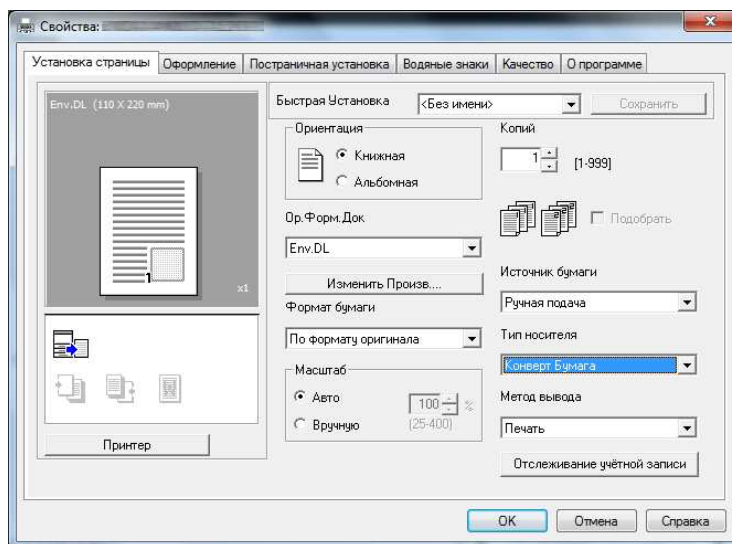 Свойства:
Установка страницы Оформление Постраничная установка Водяные знаки Качество О программе
Env.DL (110 X 220 mm)
1
x1
Принтер
Быстрая Установка <Без имени> Сохранить
Ориентация
Книжная
Альбомная
Ор.Форм.Док
Env.DL
Изменить Произв....
Формат бумаги
По формату оригинала
Масштаб
Авто
100 %
Вручную
(25-400)
Копий
1 [1-999]
Подобрать
Источник бумаги
Ручная подача
Тип носителя
Конверт Бумага
Метод вывода
Печать
Отслеживание учётной записи
OK Отмена Справка